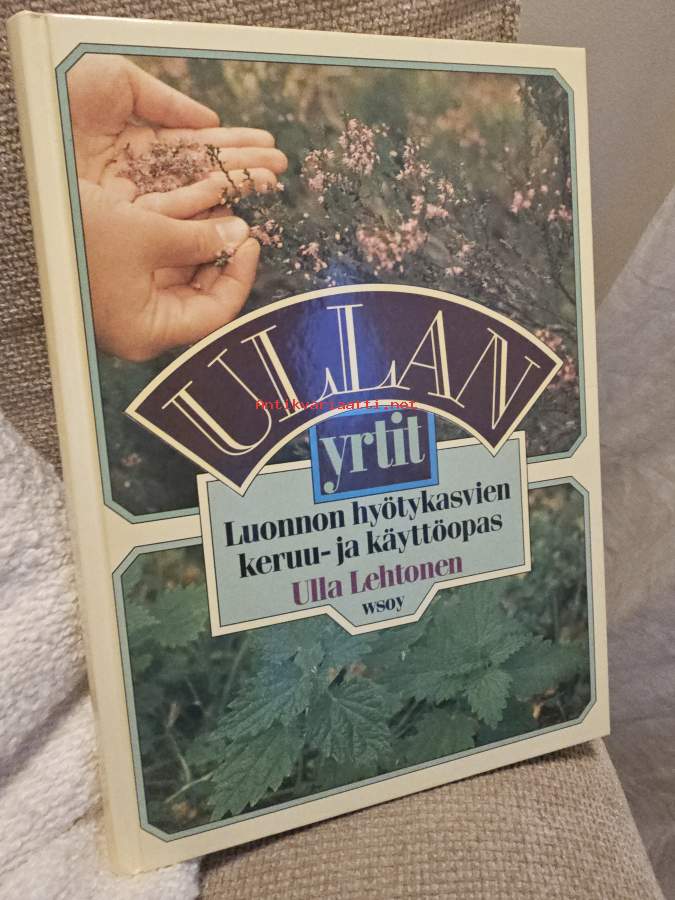 ULLAN
Antikvariaatti.net
yrtit
Luonnon hyötykasvien
keruu- ja käyttöopas
Ulla Lehtonen
wsoy